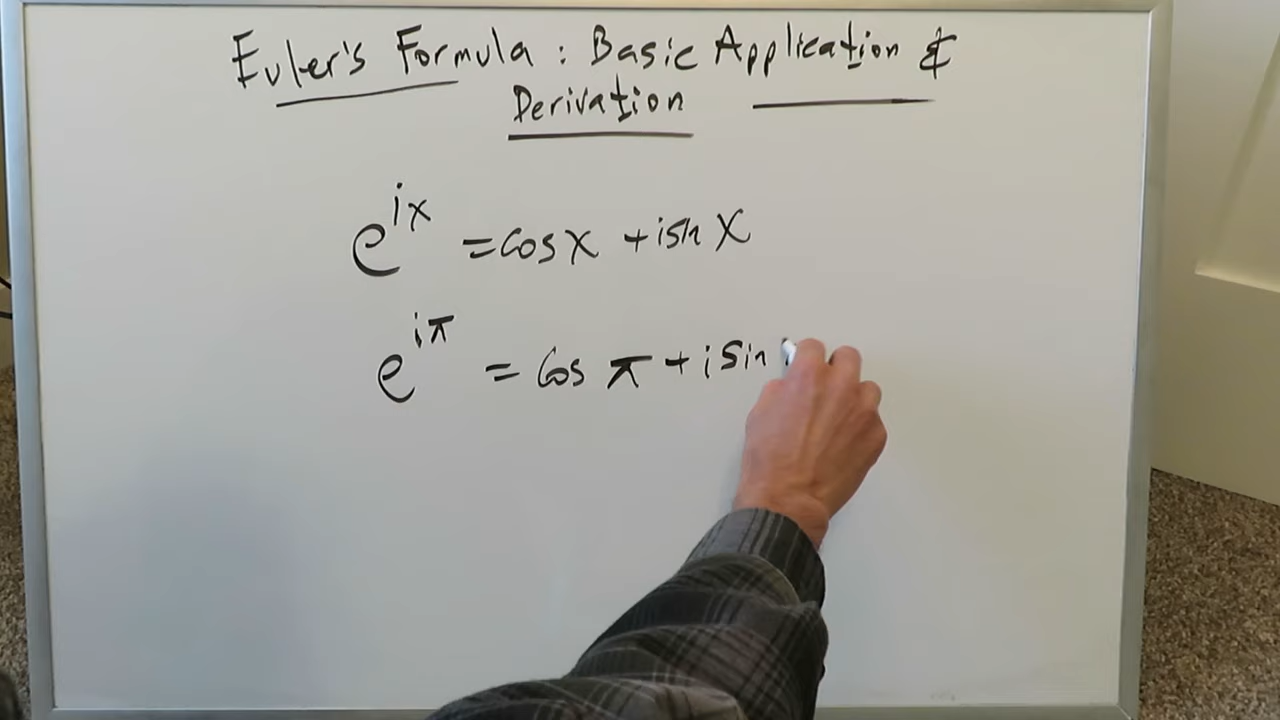 Euler's Formula : Basic Application &
Derivation
e^{ix} = cos x + i sin x
e^{iπ} = cos π + i sin